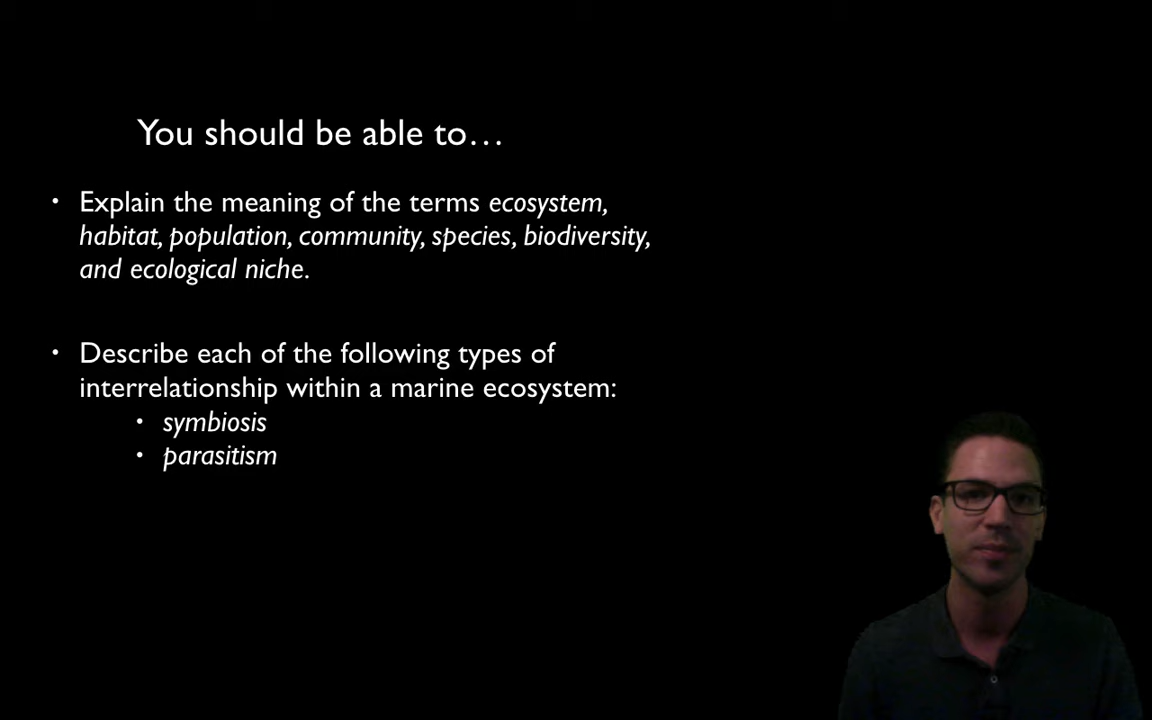 You should be able to…
• Explain the meaning of the terms ecosystem,
habitat, population, community, species, biodiversity,
and ecological niche.
• Describe each of the following types of
interrelationship within a marine ecosystem:
• symbiosis
• parasitism